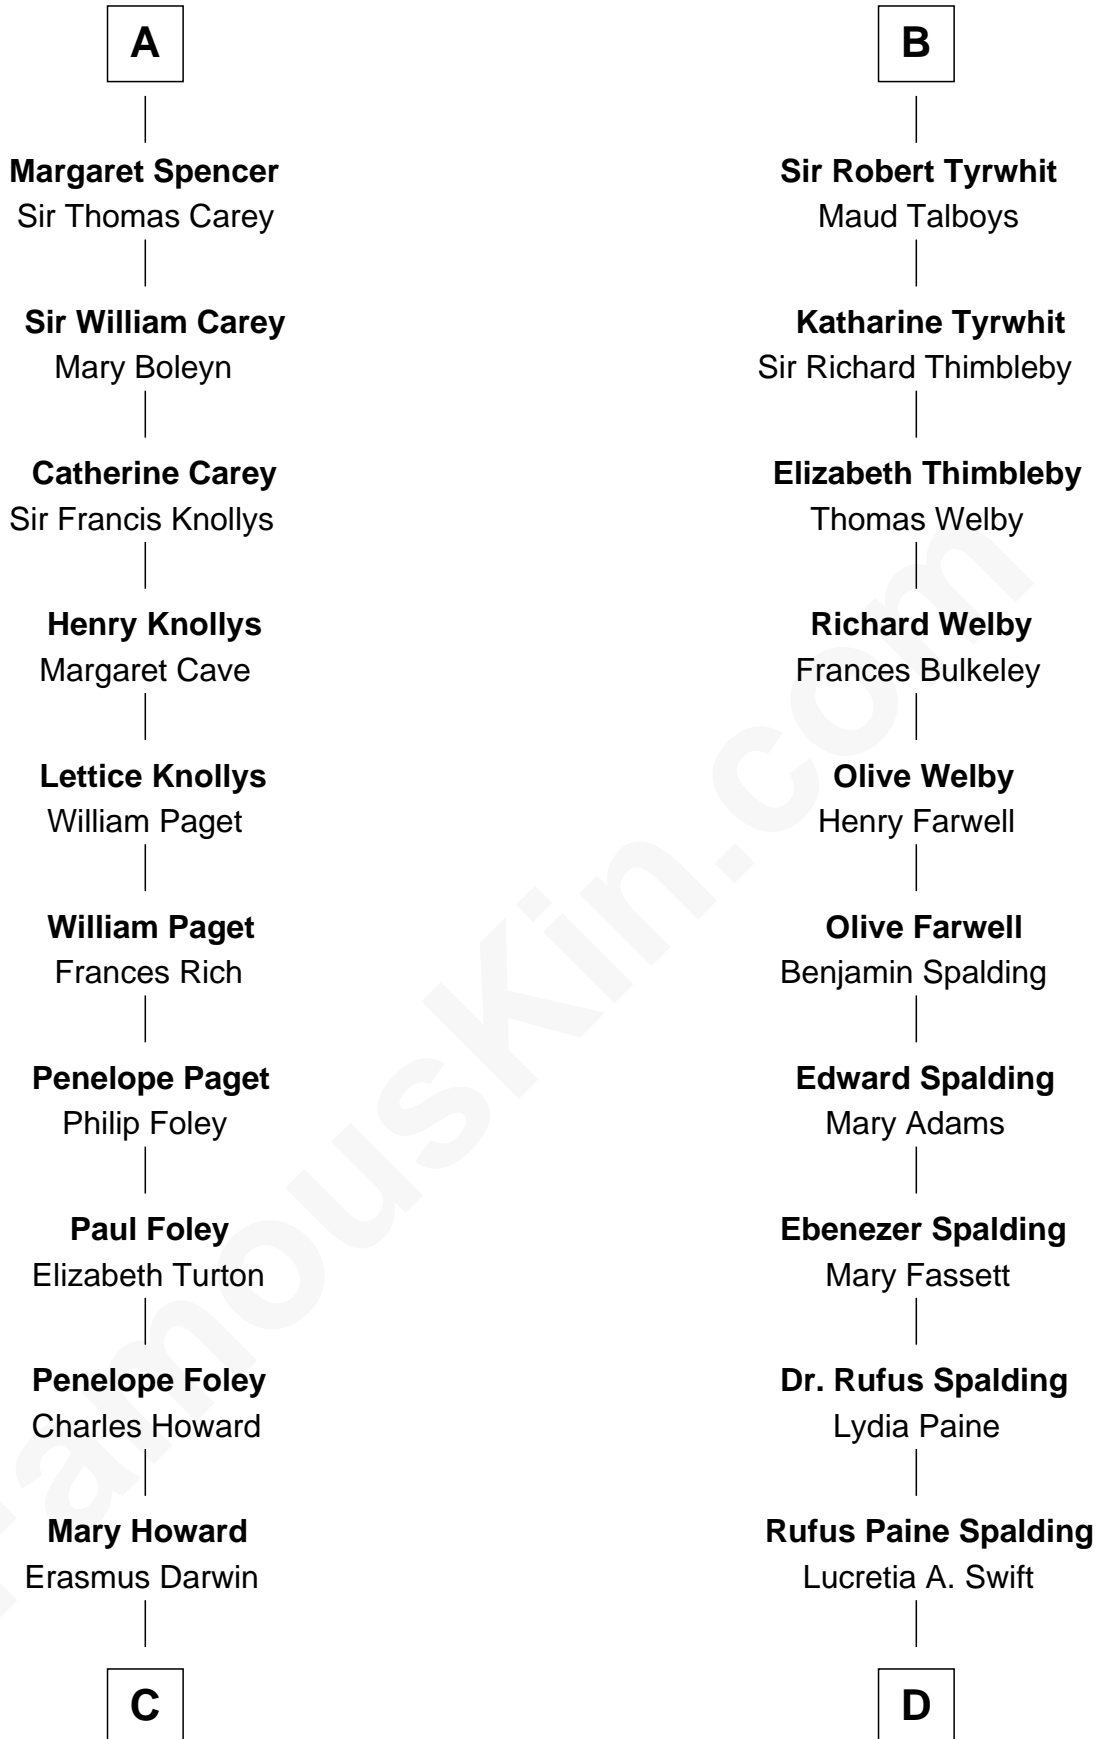 A
Margaret Spencer
Sir Thomas Carey
Sir William Carey
Mary Boleyn
Catherine Carey
Sir Francis Knollys
Henry Knollys
Margaret Cave
Lettice Knollys
William Paget
William Paget
Frances Rich
Penelope Paget
Philip Foley
Paul Foley
Elizabeth Turton
Penelope Foley
Charles Howard
Mary Howard
Erasmus Darwin
C
B
Sir Robert Tyrwhit
Maud Talboys
Katharine Tyrwhit
Sir Richard Thimbleby
Elizabeth Thimbleby
Thomas Welby
Richard Welby
Frances Bulkeley
Olive Welby
Henry Farwell
Olive Farwell
Benjamin Spalding
Edward Spalding
Mary Adams
Ebenezer Spalding
Mary Fassett
Dr. Rufus Spalding
Lydia Paine
Rufus Paine Spalding
Lucretia A. Swift
D
FamousKin.com